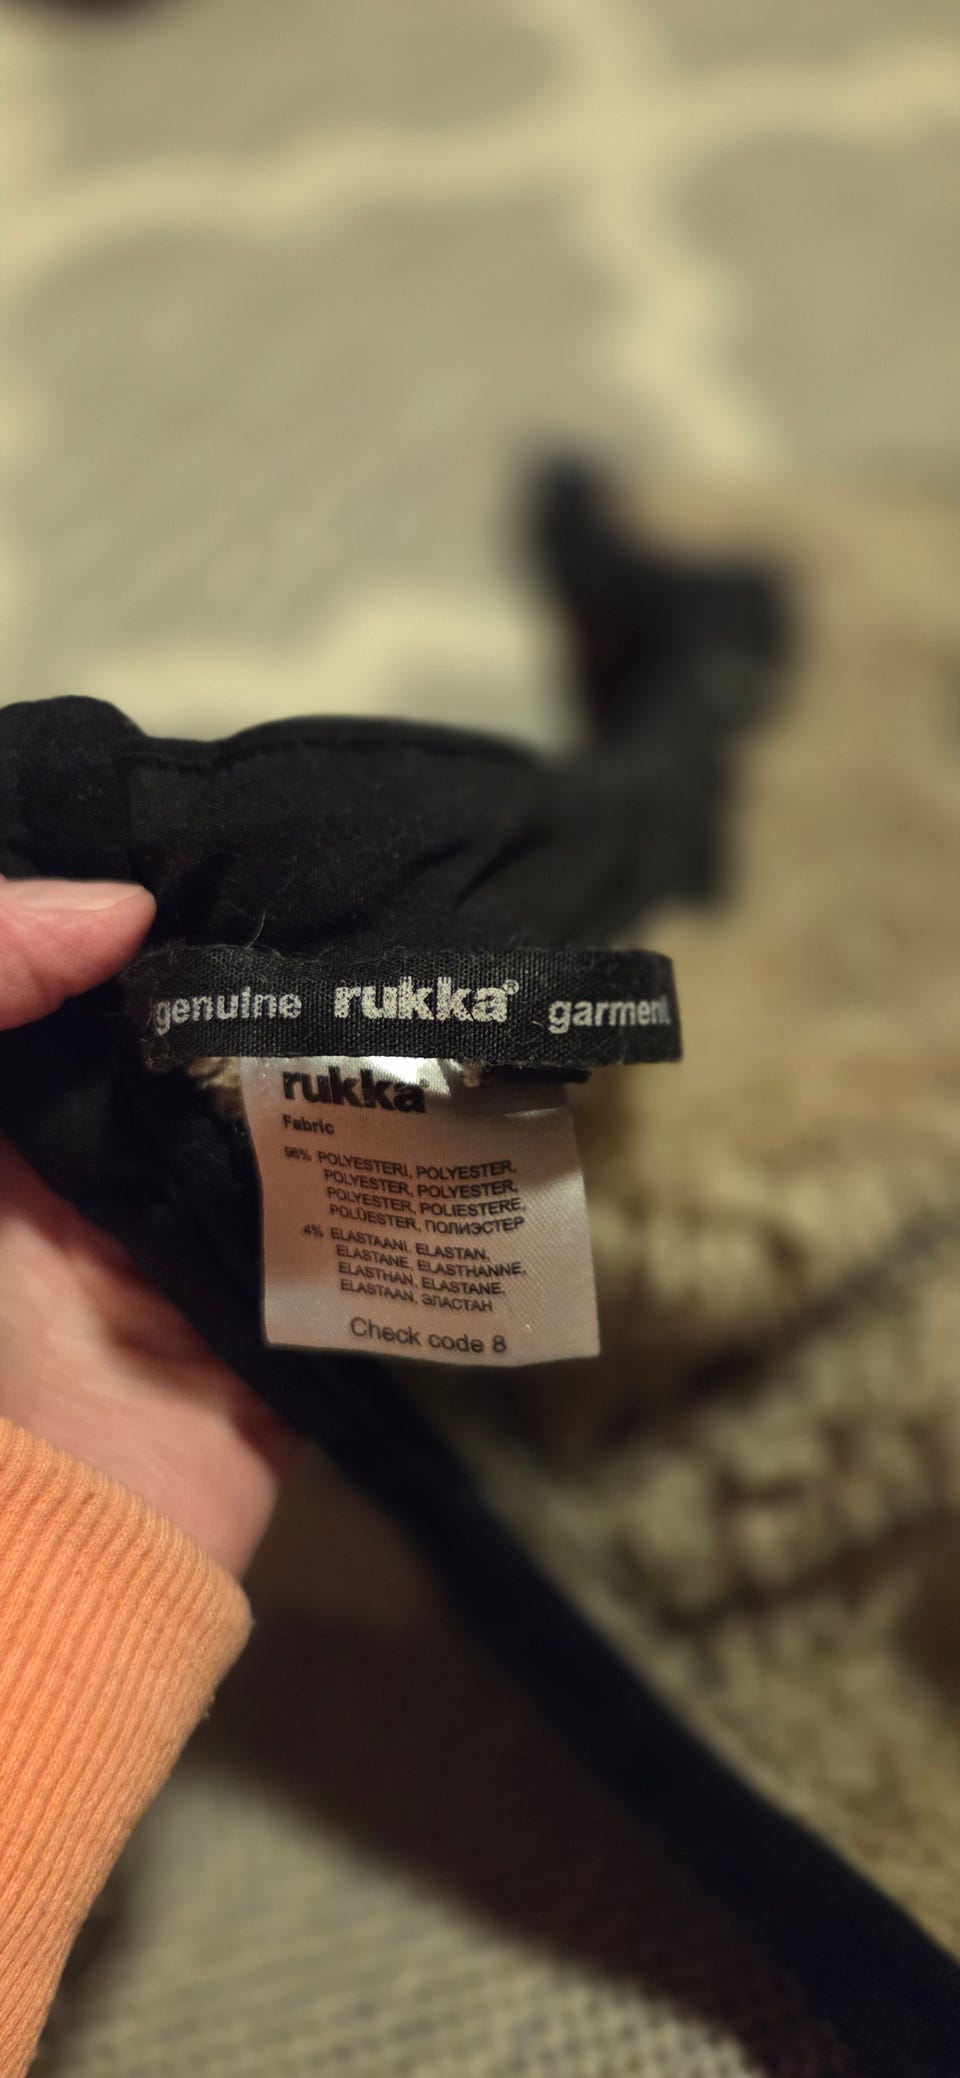 genuine rukka® garment
rukka
Fabric
96% POLYESTERI, POLYESTER,
POLYESTER, POLYESTER,
POLYESTER, POLIESTERE,
POLÜESTER, ПОЛИЭСТЕР
4% ELASTAANI, ELASTAN,
ELASTANE, ELASTHANNE,
ELASTHAN, ELASTANE,
ELASTAAN, ЭЛАСТАН
Check code 8